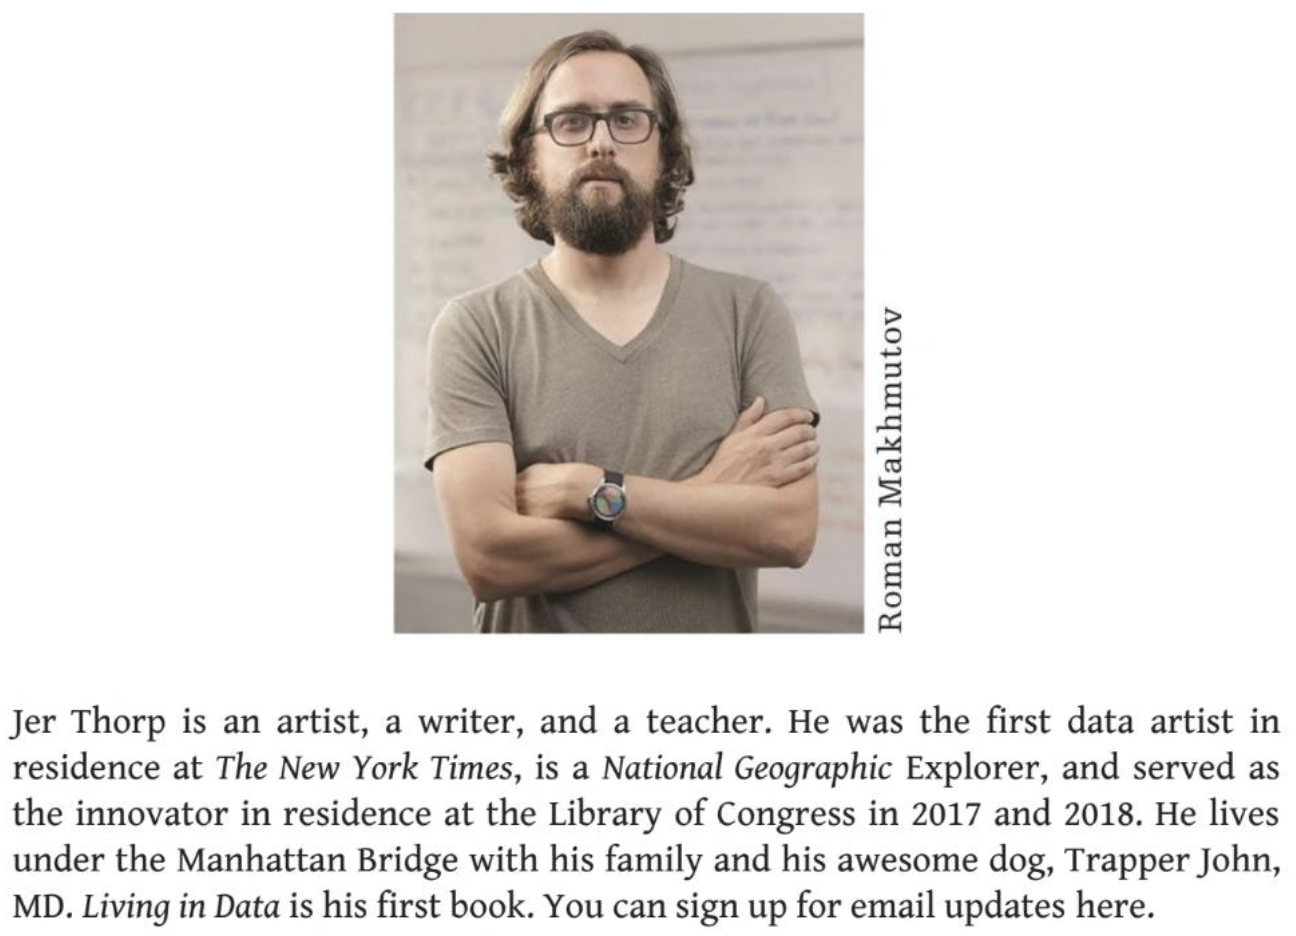 Roman Makhmutov
Jer Thorp is an artist, a writer, and a teacher. He was the first data artist in
residence at The New York Times, is a National Geographic Explorer, and served as
the innovator in residence at the Library of Congress in 2017 and 2018. He lives
under the Manhattan Bridge with his family and his awesome dog, Trapper John,
MD. Living in Data is his first book. You can sign up for email updates here.